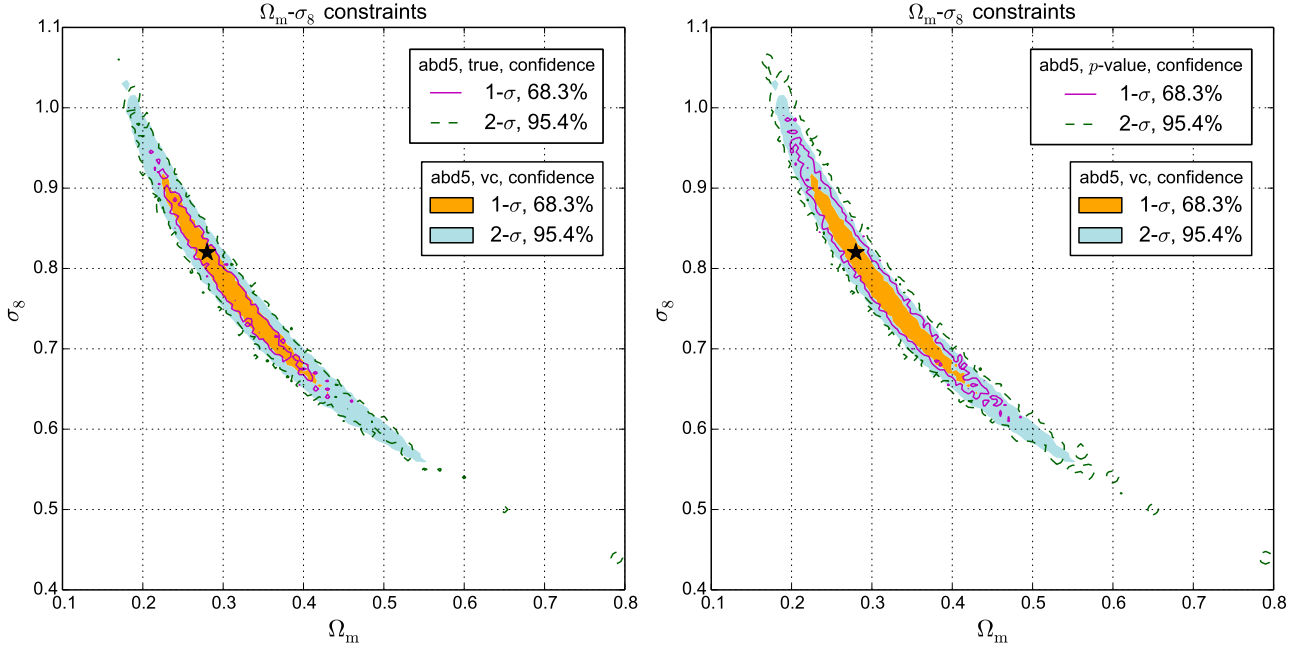 Ωm-σ8 constraints
1.1
1.0
0.9
0.8
0.7
0.6
0.5
0.4
σ8
abd5, true, confidence
1-σ, 68.3%
2-σ, 95.4%
abd5, vc, confidence
1-σ, 68.3%
2-σ, 95.4%
0.1 0.2 0.3 0.4 0.5 0.6 0.7 0.8
Ωm
Ωm-σ8 constraints
1.1
1.0
0.9
0.8
0.7
0.6
0.5
0.4
σ8
abd5, p-value, confidence
1-σ, 68.3%
2-σ, 95.4%
abd5, vc, confidence
1-σ, 68.3%
2-σ, 95.4%
0.1 0.2 0.3 0.4 0.5 0.6 0.7 0.8
Ωm